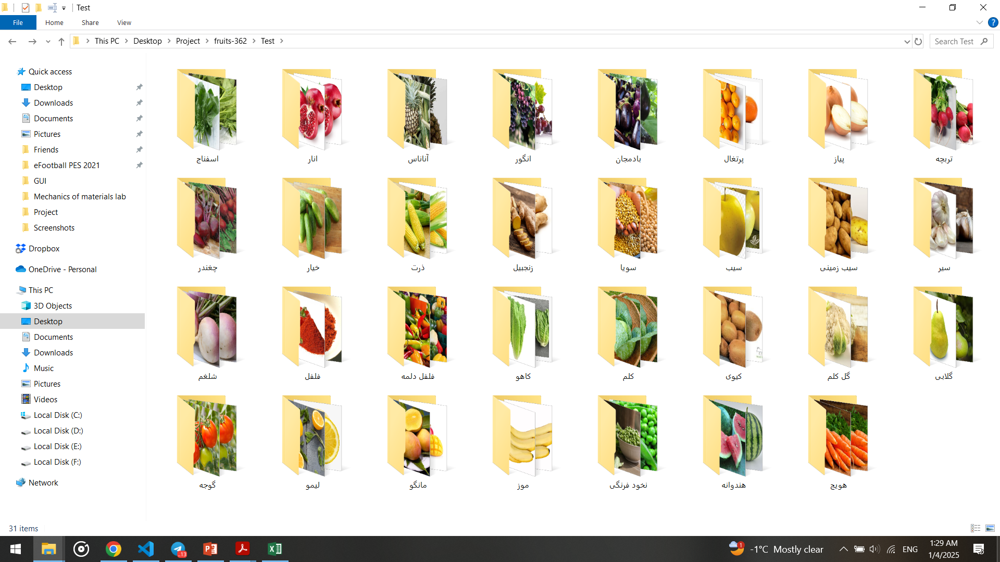 Test
File
Home
Share
View
This PC
Desktop
Project
fruits-362
Test
Search Test
Quick access
Desktop
Downloads
Documents
Pictures
Friends
eFootball PES 2021
GUI
Mechanics of materials lab
Project
Screenshots
Dropbox
OneDrive - Personal
This PC
3D Objects
Desktop
Documents
Downloads
Music
Pictures
Videos
Local Disk (C:)
Local Disk (D:)
Local Disk (E:)
Local Disk (F:)
Network
اسفناج
انار
آناناس
انگور
بادمجان
پرتغال
پیاز
تربچه
چغندر
خیار
ذرت
زنجبیل
سویا
سیب
سیب زمینی
سیر
شلغم
فلفل
فلفل دلمه
کاهو
کلم
کیوی
گل کلم
گلابی
گوجه
لیمو
مانگو
موز
نخود فرنگی
هندوانه
هویج
31 items
..13
1
-1°C Mostly clear
ENG
1:29 AM
1/4/2025